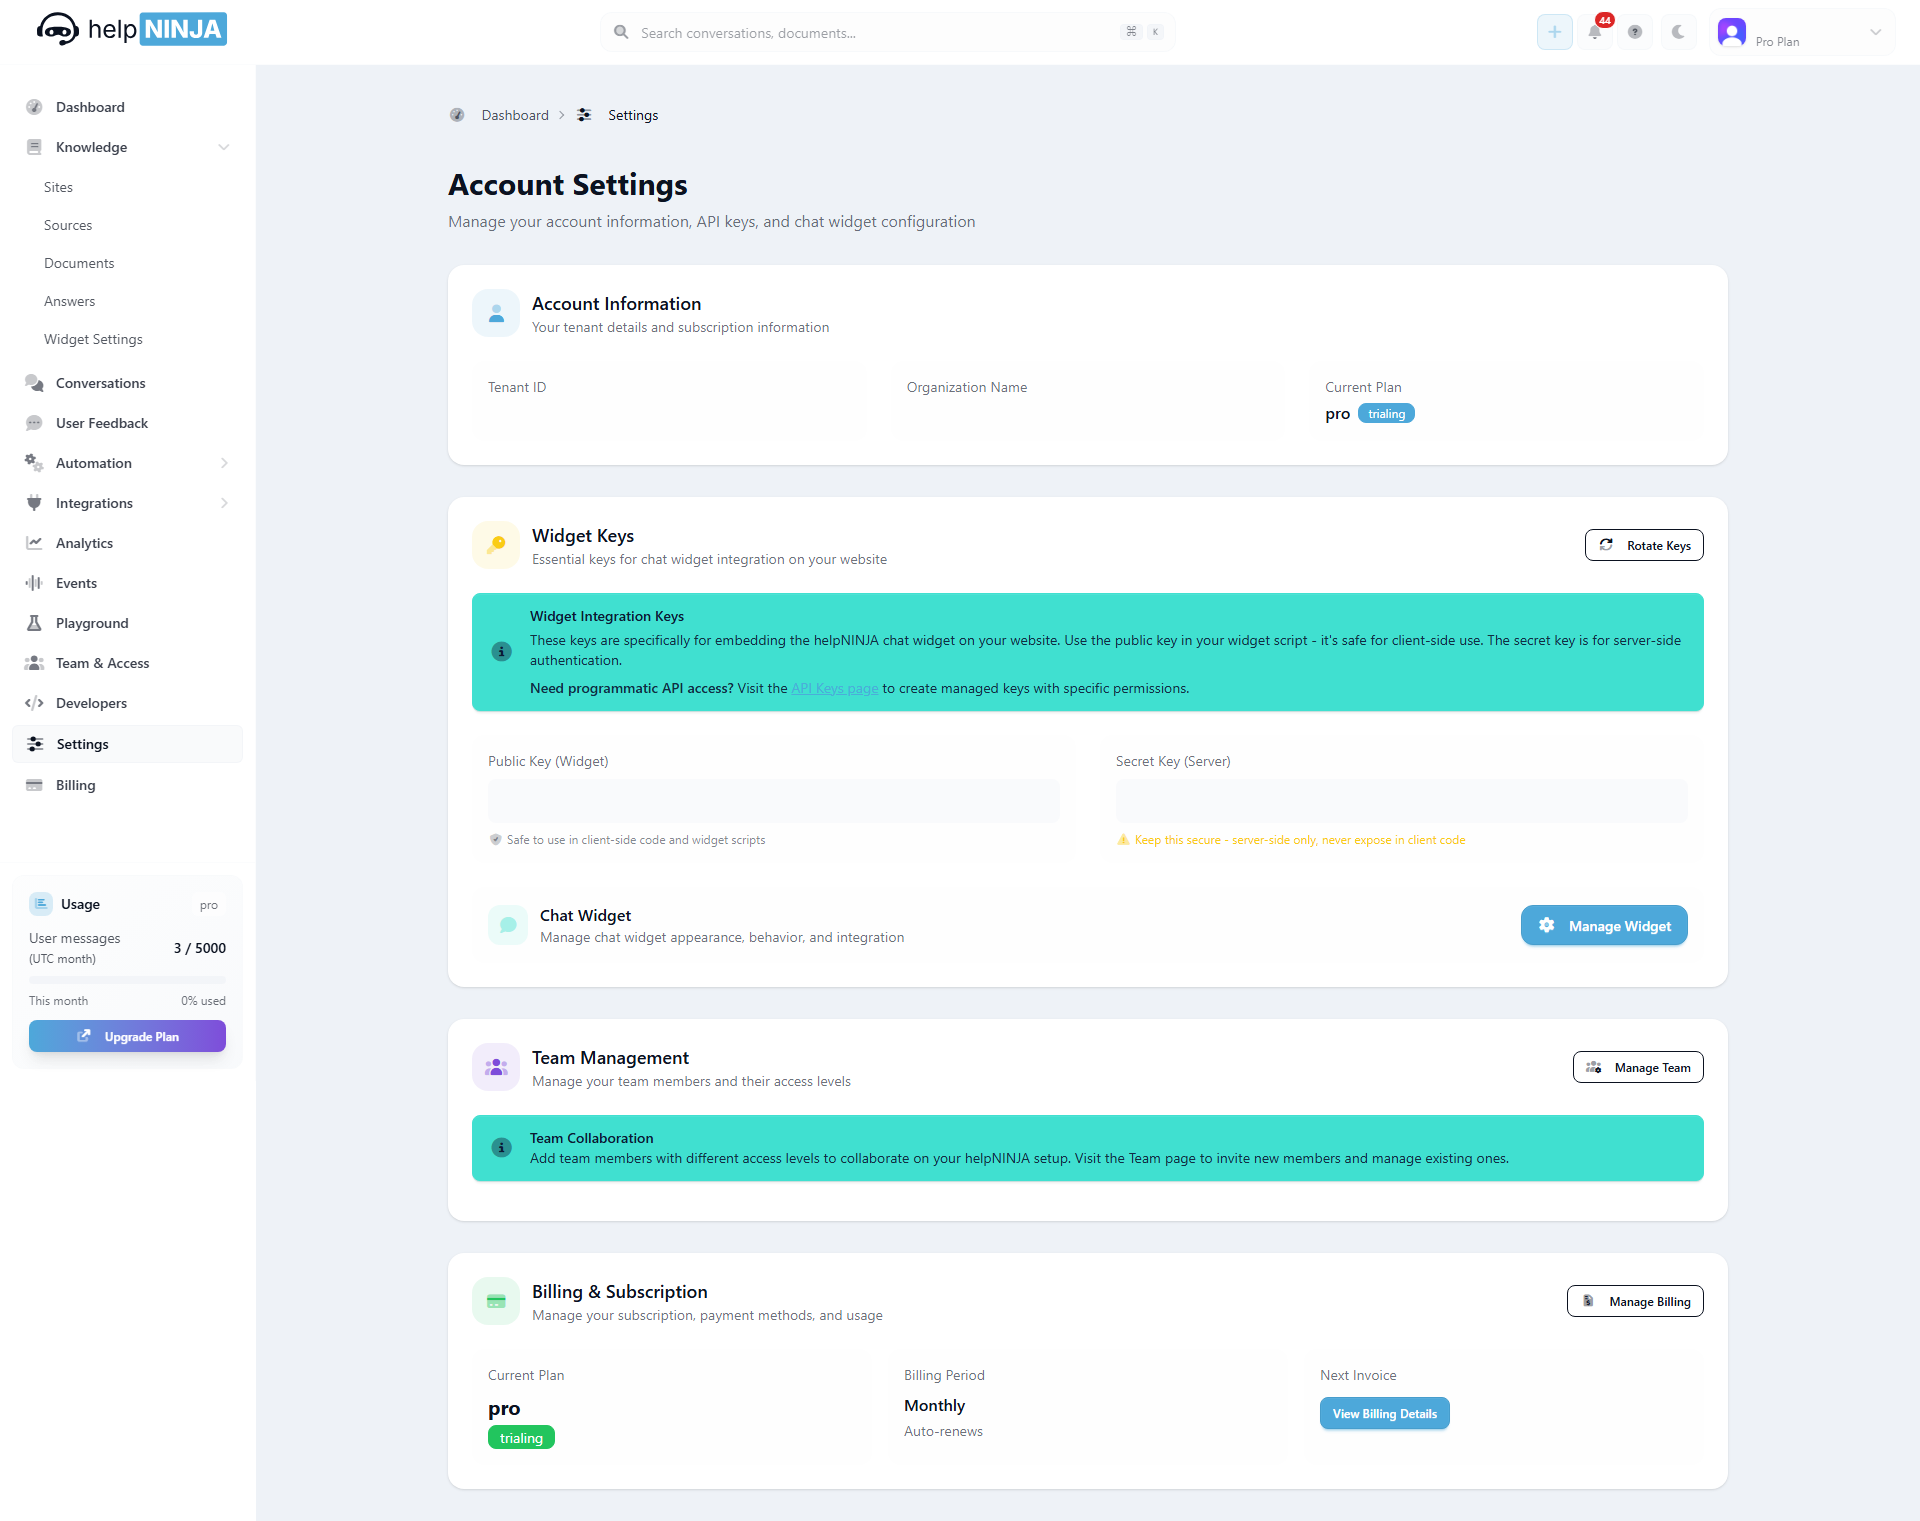 help NINJA
Search conversations, documents...
⌘ K
44
Pro Plan
Dashboard
Knowledge
Sites
Sources
Documents
Answers
Widget Settings
Conversations
User Feedback
Automation
Integrations
Analytics
Events
Playground
Team & Access
Developers
Settings
Billing
Usage
pro
User messages
(UTC month)
3 / 5000
This month
0% used
Upgrade Plan
Dashboard
Settings
Account Settings
Manage your account information, API keys, and chat widget configuration
Account Information
Your tenant details and subscription information
Tenant ID
Organization Name
Current Plan
pro trialing
Widget Keys
Essential keys for chat widget integration on your website
Rotate Keys
Widget Integration Keys
These keys are specifically for embedding the helpNINJA chat widget on your website. Use the public key in your widget script - it's safe for client-side use. The secret key is for server-side
authentication.
Need programmatic API access? Visit the API Keys page to create managed keys with specific permissions.
Public Key (Widget)
Safe to use in client-side code and widget scripts
Secret Key (Server)
Keep this secure - server-side only, never expose in client code
Chat Widget
Manage chat widget appearance, behavior, and integration
Manage Widget
Team Management
Manage your team members and their access levels
Manage Team
Team Collaboration
Add team members with different access levels to collaborate on your helpNINJA setup. Visit the Team page to invite new members and manage existing ones.
Billing & Subscription
Manage your subscription, payment methods, and usage
Manage Billing
Current Plan
pro
trialing
Billing Period
Monthly
Auto-renews
Next Invoice
View Billing Details